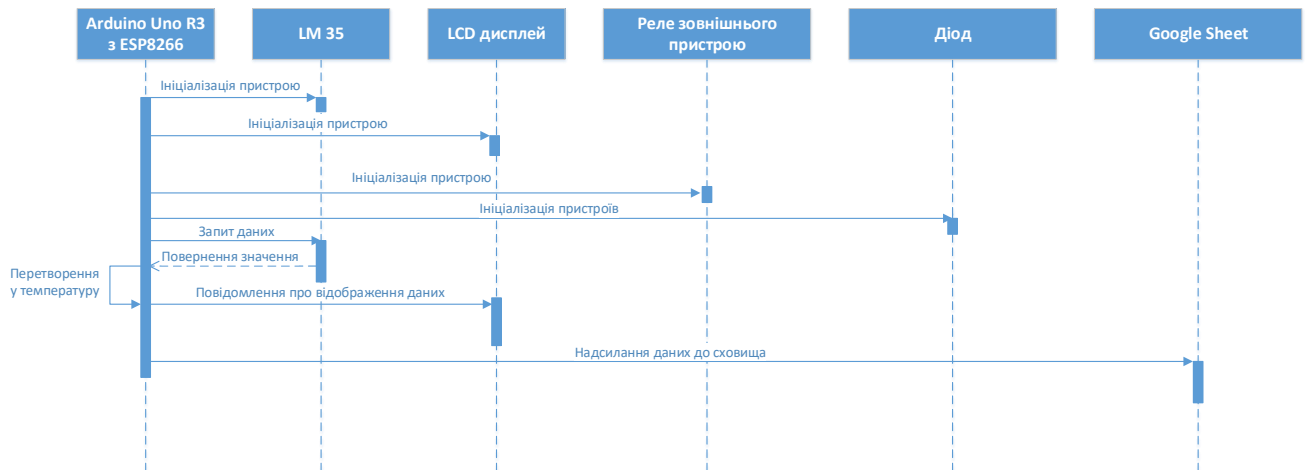 Arduino Uno R3
з ESP8266
LM 35
LCD дисплей
Реле зовнішнього
пристрою
Діод
Google Sheet
Ініціалізація пристрою
Ініціалізація пристрою
Ініціалізація пристрою
Ініціалізація пристроїв
Запит даних
Повернення значення
Перетворення
у температуру
Повідомлення про відображення даних
Надсилання даних до сховища